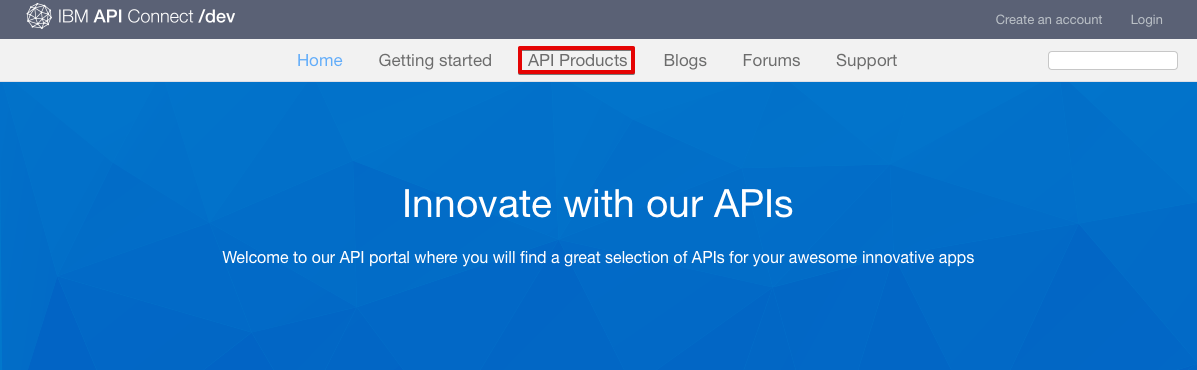 IBM API Connect /dev
Create an account Login
Home Getting started API Products Blogs Forums Support
Innovate with our APIs
Welcome to our API portal where you will find a great selection of APIs for your awesome innovative apps